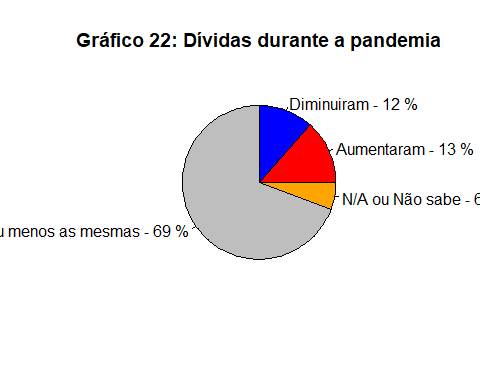 Gráfico 22: Dívidas durante a pandemia
Diminuiram - 12 %
Aumentaram - 13 %
N/A ou Não sabe - 6
u menos as mesmas - 69 %